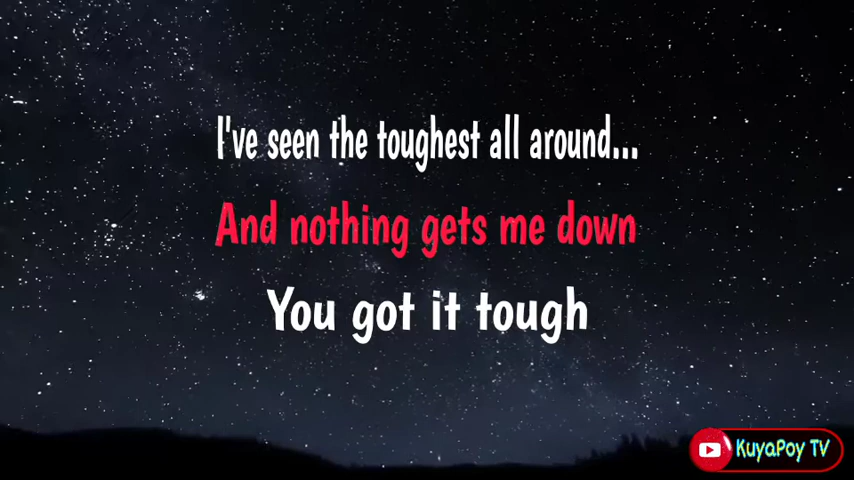 I've seen the toughest all around...
And nothing gets me down
You got it tough
KuyaPoy TV